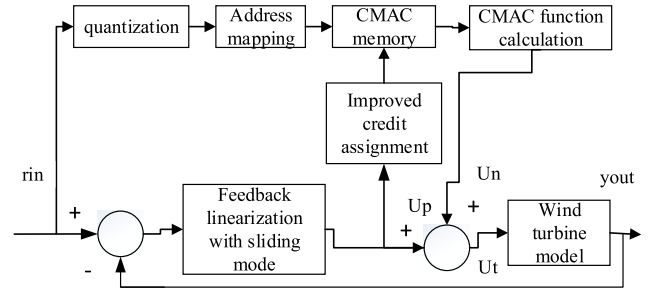 quantization
Address
mapping
CMAC
memory
CMAC function
calculation
Improved
credit
assignment
rin
Un
yout
Feedback
linearization
with sliding
mode
Up
+
+
+
Wind
turbine
model
-
Ut